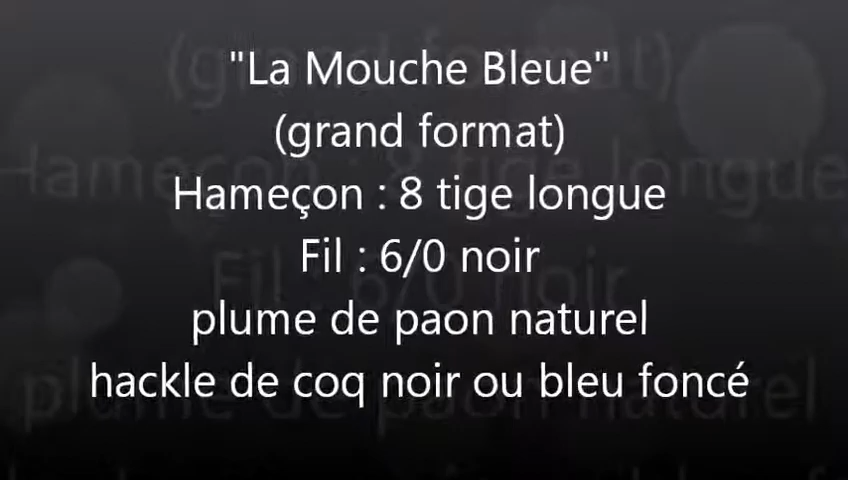 "La Mouche Bleue"
(grand format)
Hameçon : 8 tige longue
Fil : 6/0 noir
plume de paon naturel
hackle de coq noir ou bleu foncé